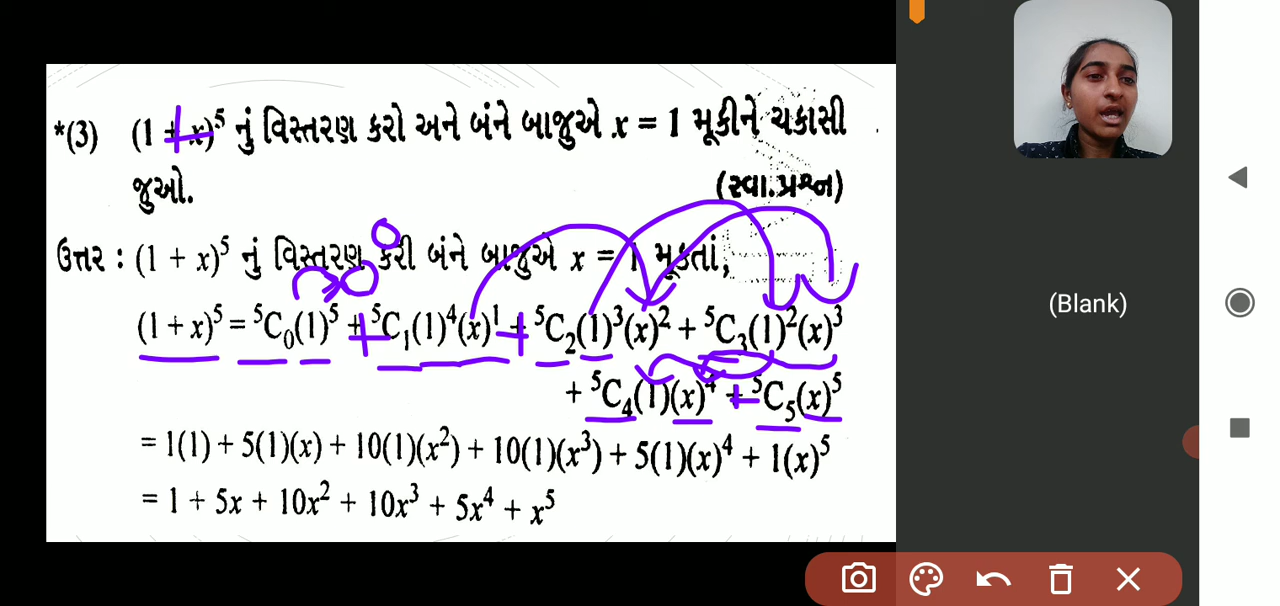 *(3) (1 + x)⁵ નું વિસ્તરણ કરો અને બંને બાજુએ x = 1 મૂકીને ચકાસી
જુઓ. (સ્વા.પ્રશ્ન)
ઉત્તર : (1 + x)⁵ નું વિસ્તરણ કરી બંને બાજુએ x = 1 મૂકતાં,
(1 + x)⁵ = ⁵C₀(1)⁵ + ⁵C₁(1)⁴(x)¹ + ⁵C₂(1)³(x)² + ⁵C₃(1)²(x)³
+ ⁵C₄(1)(x)⁴ + ⁵C₅(x)⁵
= 1(1) + 5(1)(x) + 10(1)(x²) + 10(1)(x³) + 5(1)(x)⁴ + 1(x)⁵
= 1 + 5x + 10x² + 10x³ + 5x⁴ + x⁵
(Blank)